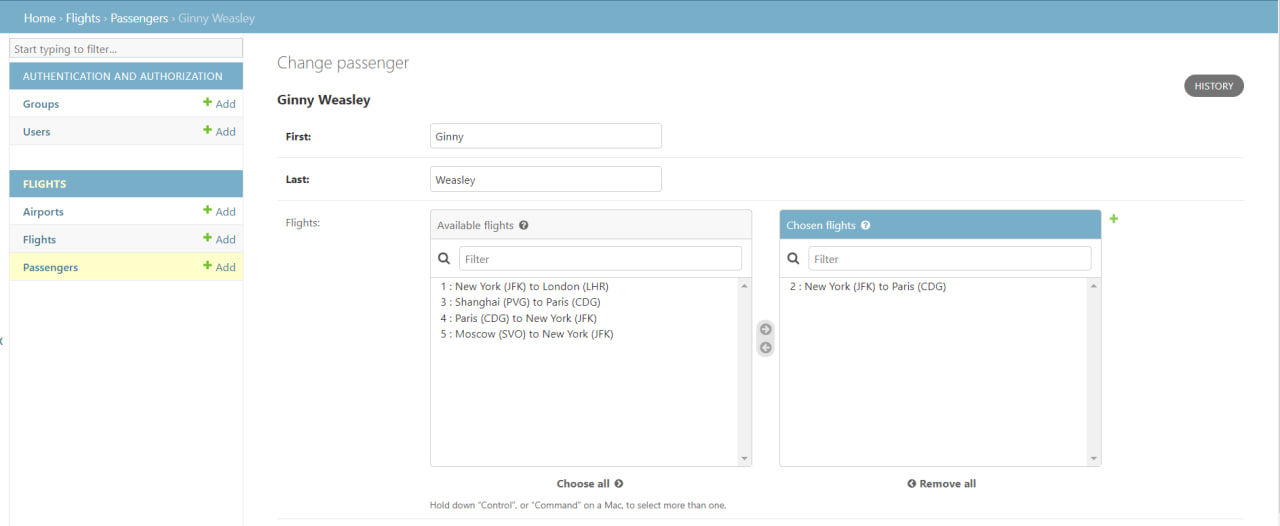 Home › Flights › Passengers › Ginny Weasley
Start typing to filter...
AUTHENTICATION AND AUTHORIZATION
Groups + Add
Users + Add
FLIGHTS
Airports + Add
Flights + Add
Passengers + Add
Change passenger
HISTORY
Ginny Weasley
First: Ginny
Last: Weasley
Flights:
Available flights
Filter
1 : New York (JFK) to London (LHR)
3 : Shanghai (PVG) to Paris (CDG)
4 : Paris (CDG) to New York (JFK)
5 : Moscow (SVO) to New York (JFK)
Choose all
Chosen flights
Filter
2 : New York (JFK) to Paris (CDG)
Remove all
Hold down “Control”, or “Command” on a Mac, to select more than one.